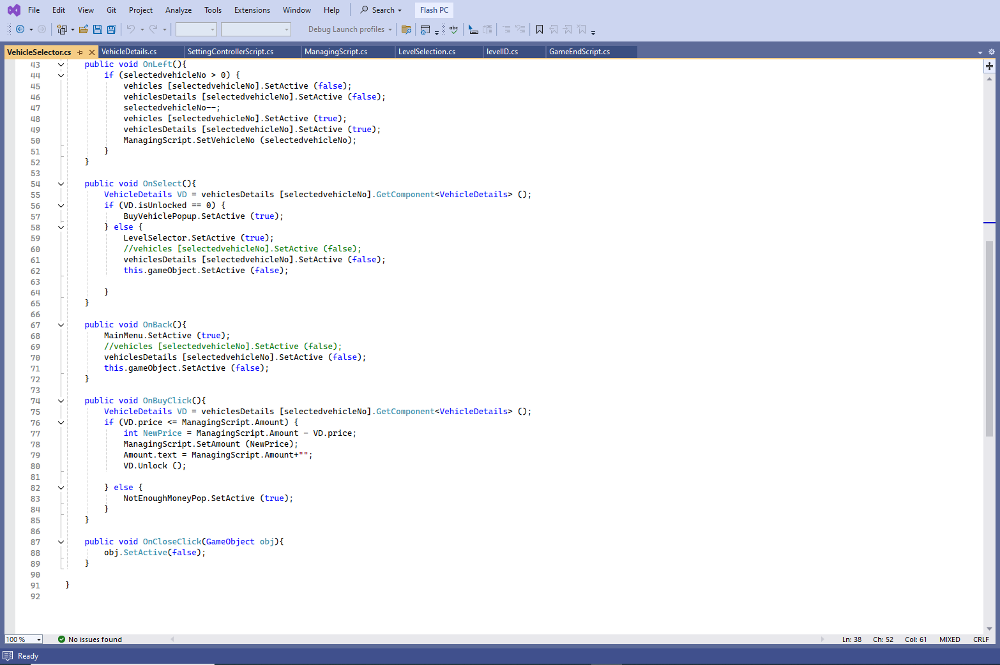 File Edit View Git Project Analyze Tools Extensions Window Help Search Flash PC
Debug Launch profiles abc
VehicleSelector.cs VehicleDetails.cs SettingControllerScript.cs ManagingScript.cs LevelSelection.cs levelID.cs GameEndScript.cs
43 public void OnLeft(){
44 if (selectedvehicleNo > 0) {
45 vehicles [selectedvehicleNo].SetActive (false);
46 vehiclesDetails [selectedvehicleNo].SetActive (false);
47 selectedvehicleNo--;
48 vehicles [selectedvehicleNo].SetActive (true);
49 vehiclesDetails [selectedvehicleNo].SetActive (true);
50 ManagingScript.SetVehicleNo (selectedvehicleNo);
51 }
52 }
53
54 public void OnSelect(){
55 VehicleDetails VD = vehiclesDetails [selectedvehicleNo].GetComponent<VehicleDetails> ();
56 if (VD.isUnlocked == 0) {
57 BuyVehiclePopup.SetActive (true);
58 } else {
59 LevelSelector.SetActive (true);
60 //vehicles [selectedvehicleNo].SetActive (false);
61 vehiclesDetails [selectedvehicleNo].SetActive (false);
62 this.gameObject.SetActive (false);
63
64 }
65 }
66
67 public void OnBack(){
68 MainMenu.SetActive (true);
69 //vehicles [selectedvehicleNo].SetActive (false);
70 vehiclesDetails [selectedvehicleNo].SetActive (false);
71 this.gameObject.SetActive (false);
72 }
73
74 public void OnBuyClick(){
75 VehicleDetails VD = vehiclesDetails [selectedvehicleNo].GetComponent<VehicleDetails> ();
76 if (VD.price <= ManagingScript.Amount) {
77 int NewPrice = ManagingScript.Amount - VD.price;
78 ManagingScript.SetAmount (NewPrice);
79 Amount.text = ManagingScript.Amount+"";
80 VD.Unlock ();
81
82 } else {
83 NotEnoughMoneyPop.SetActive (true);
84 }
85 }
86
87 public void OnCloseClick(GameObject obj){
88 obj.SetActive(false);
89 }
90
91 }
92
100 % No issues found Ln: 38 Ch: 52 Col: 61 MIXED CRLF
Ready